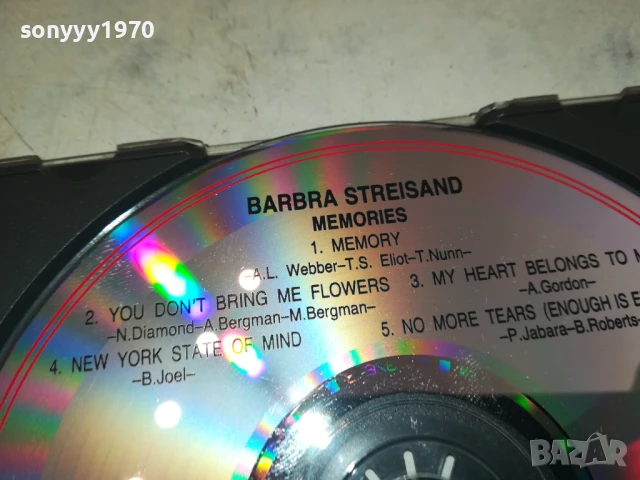 sonyyy1970
BARBRA STREISAND
MEMORIES
1. MEMORY
-A.L. Webber-T.S. Eliot-T.Nunn-
2. YOU DON'T BRING ME FLOWERS
-N.Diamond-A.Bergman-M.Bergman-
3. MY HEART BELONGS TO
-A.Gordon-
4. NEW YORK STATE OF MIND
-B.Joel-
5. NO MORE TEARS (ENOUGH IS
-P.Jabara-B.Roberts-
BAZAR